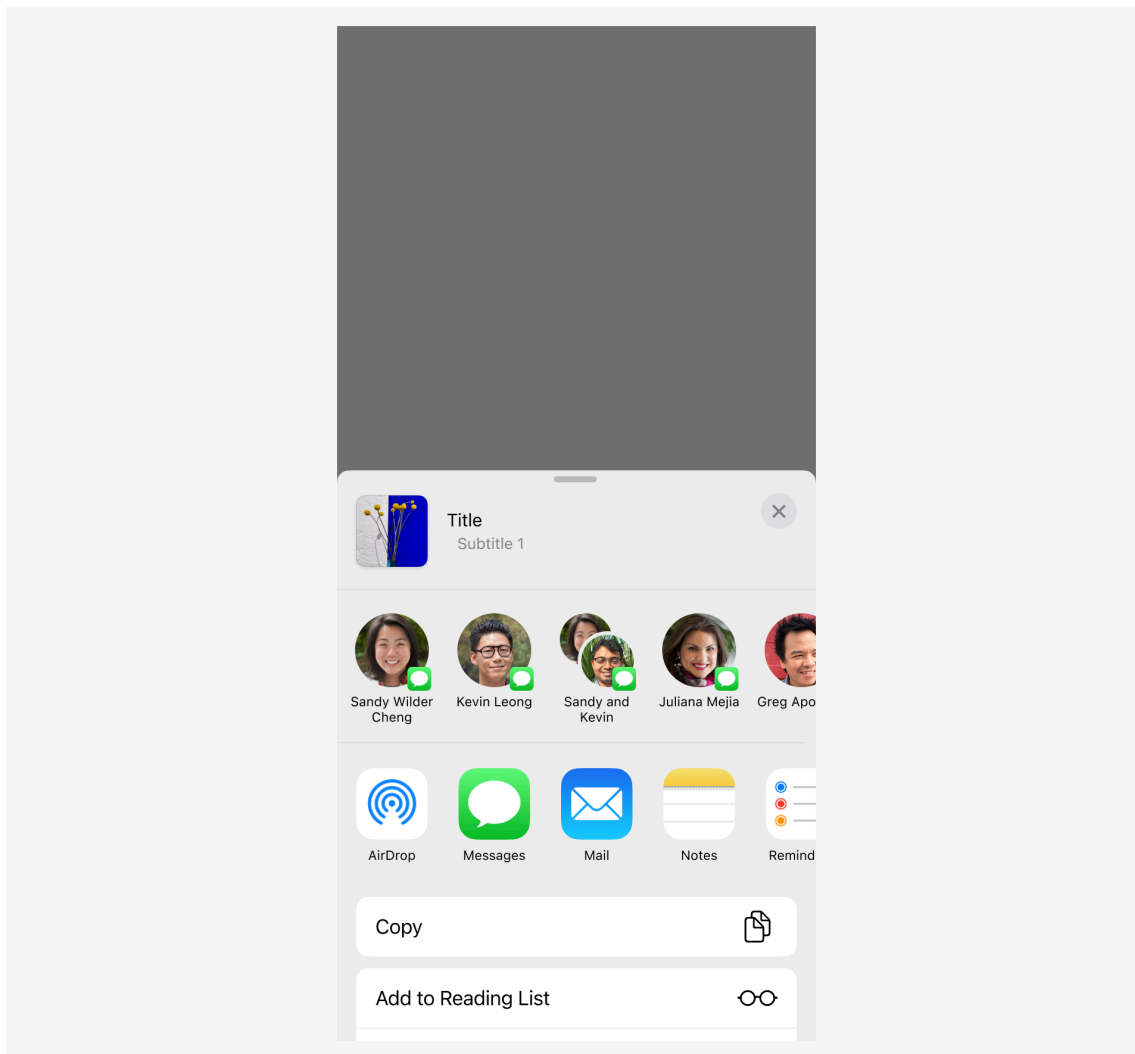 Title
Subtitle 1
Sandy Wilder
Cheng
Kevin Leong
Sandy and
Kevin
Juliana Mejia
Greg Apo
AirDrop
Messages
Mail
Notes
Remind
Copy
Add to Reading List